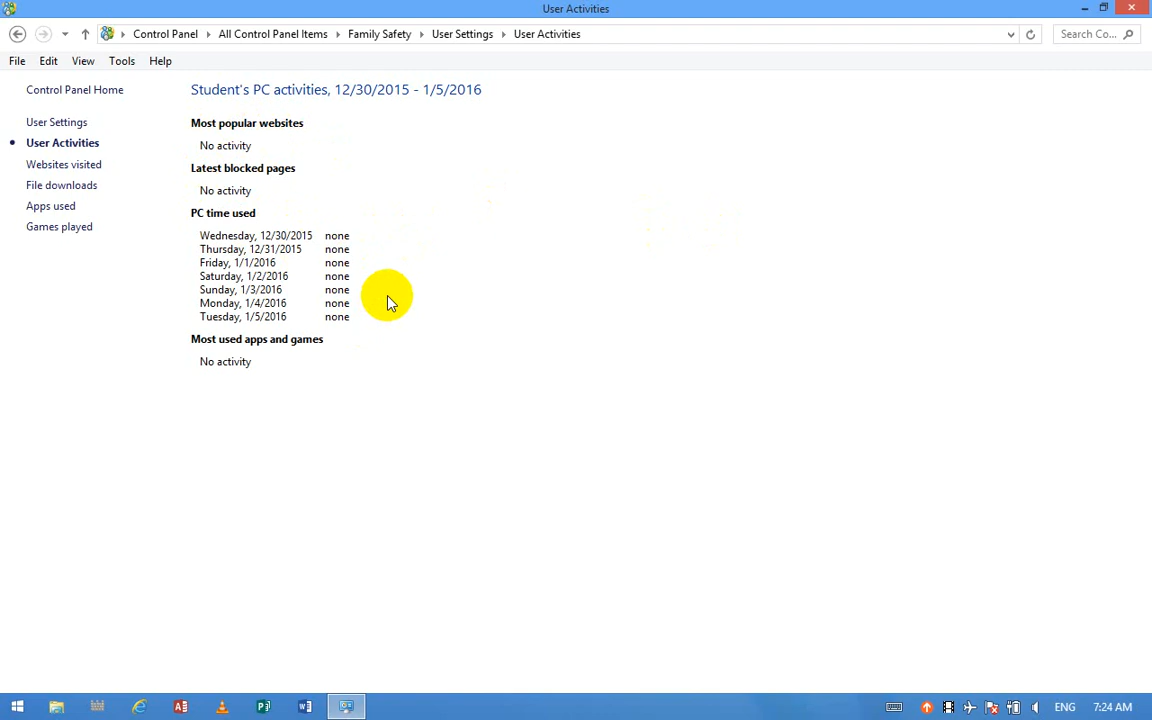 User Activities
Control Panel All Control Panel Items Family Safety User Settings User Activities Search Co...
File Edit View Tools Help
Control Panel Home
User Settings
User Activities
Websites visited
File downloads
Apps used
Games played
Student's PC activities, 12/30/2015 - 1/5/2016
Most popular websites
No activity
Latest blocked pages
No activity
PC time used
Wednesday, 12/30/2015 none
Thursday, 12/31/2015 none
Friday, 1/1/2016 none
Saturday, 1/2/2016 none
Sunday, 1/3/2016 none
Monday, 1/4/2016 none
Tuesday, 1/5/2016 none
Most used apps and games
No activity
ENG 7:24 AM